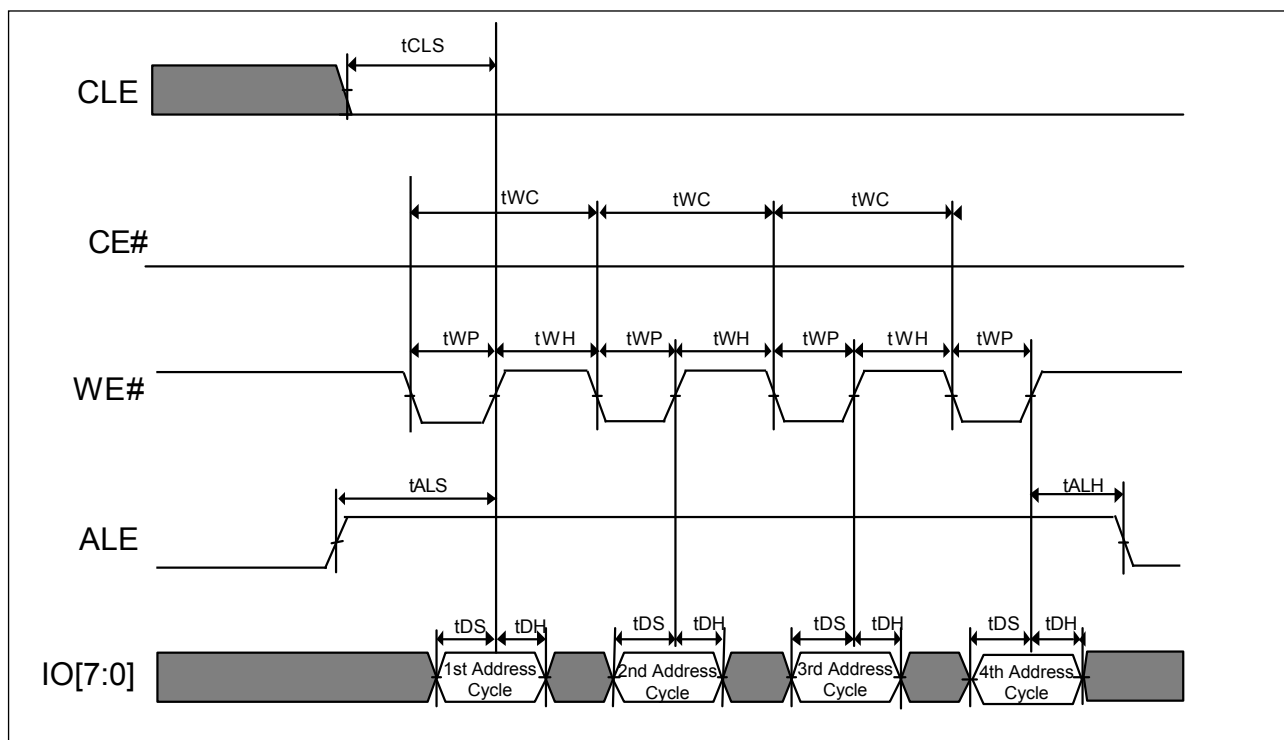 tCLS
CLE
tWC tWC tWC
CE#
tWP tWH tWP tWH tWP tWH tWP
WE#
tALS tALH
ALE
tDS tDH tDS tDH tDS tDH tDS tDH
IO[7:0]
1st Address 2nd Address 3rd Address 4th Address
Cycle Cycle Cycle Cycle